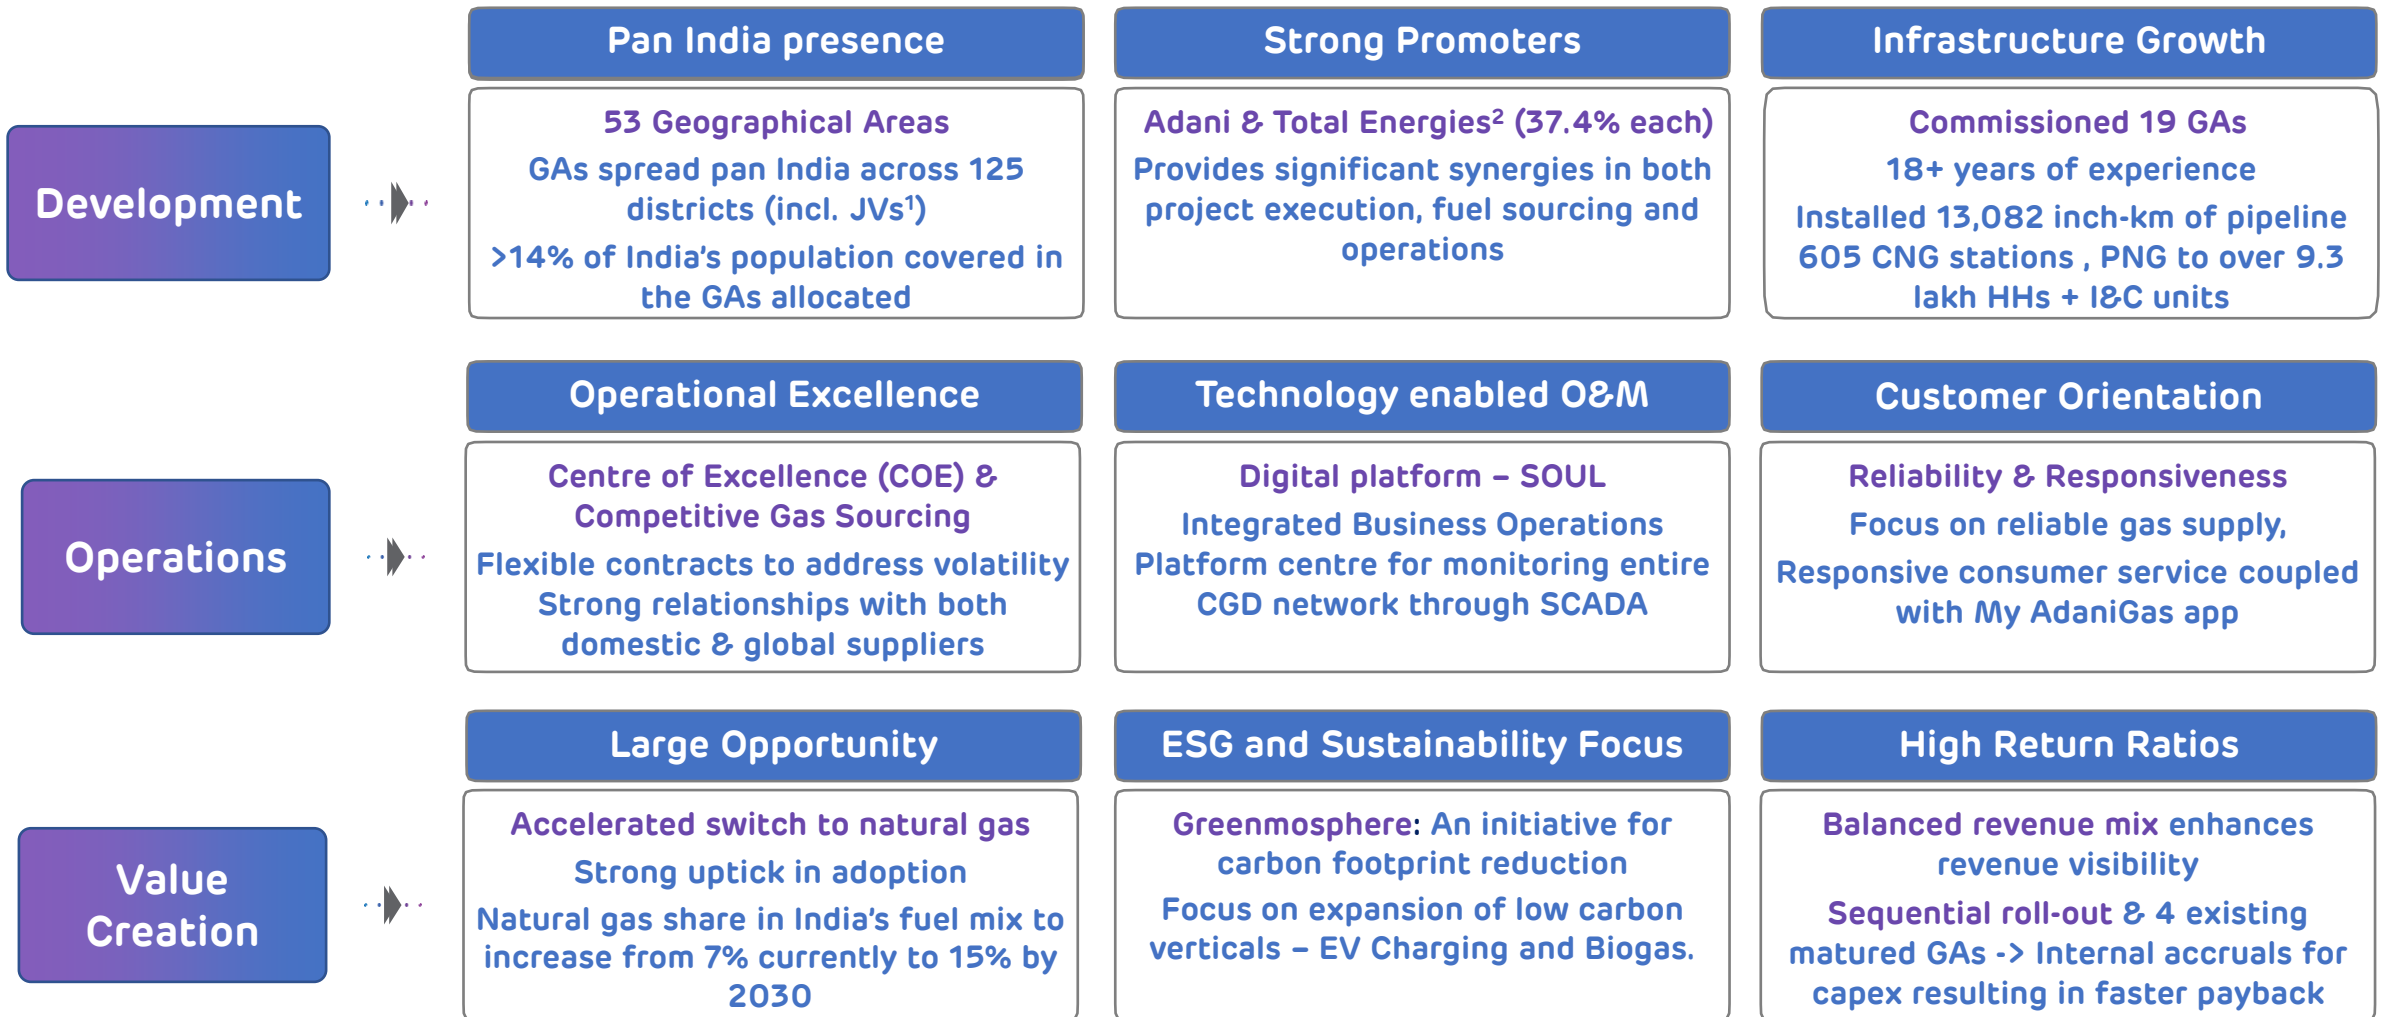 Pan India presence
Strong Promoters
Infrastructure Growth
Development
53 Geographical Areas
GAs spread pan India across 125
districts (incl. JVs¹)
>14% of India's population covered in
the GAs allocated
Adani & Total Energies² (37.4% each)
Provides significant synergies in both
project execution, fuel sourcing and
operations
Commissioned 19 GAs
18+ years of experience
Installed 13,082 inch-km of pipeline
605 CNG stations , PNG to over 9.3
lakh HHs + I&C units
Operational Excellence
Technology enabled O&M
Customer Orientation
Operations
Centre of Excellence (COE) &
Competitive Gas Sourcing
Flexible contracts to address volatility
Strong relationships with both
domestic & global suppliers
Digital platform – SOUL
Integrated Business Operations
Platform centre for monitoring entire
CGD network through SCADA
Reliability & Responsiveness
Focus on reliable gas supply,
Responsive consumer service coupled
with My AdaniGas app
Large Opportunity
ESG and Sustainability Focus
High Return Ratios
Value
Creation
Accelerated switch to natural gas
Strong uptick in adoption
Natural gas share in India's fuel mix to
increase from 7% currently to 15% by
2030
Greenmosphere: An initiative for
carbon footprint reduction
Focus on expansion of low carbon
verticals – EV Charging and Biogas.
Balanced revenue mix enhances
revenue visibility
Sequential roll-out & 4 existing
matured GAs -> Internal accruals for
capex resulting in faster payback